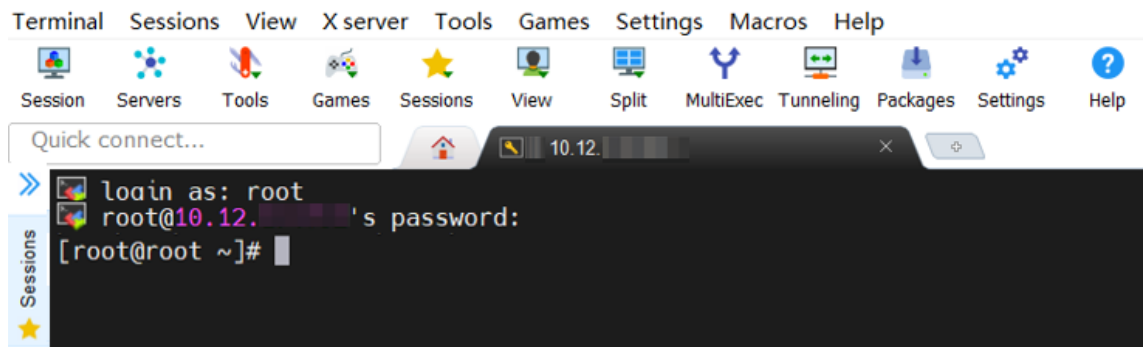 Terminal Sessions View X server Tools Games Settings Macros Help
Session Servers Tools Games Sessions View Split MultiExec Tunneling Packages Settings Help
Quick connect...
10.12.
login as: root
root@10.12. 's password:
[root@root ~]#
Sessions